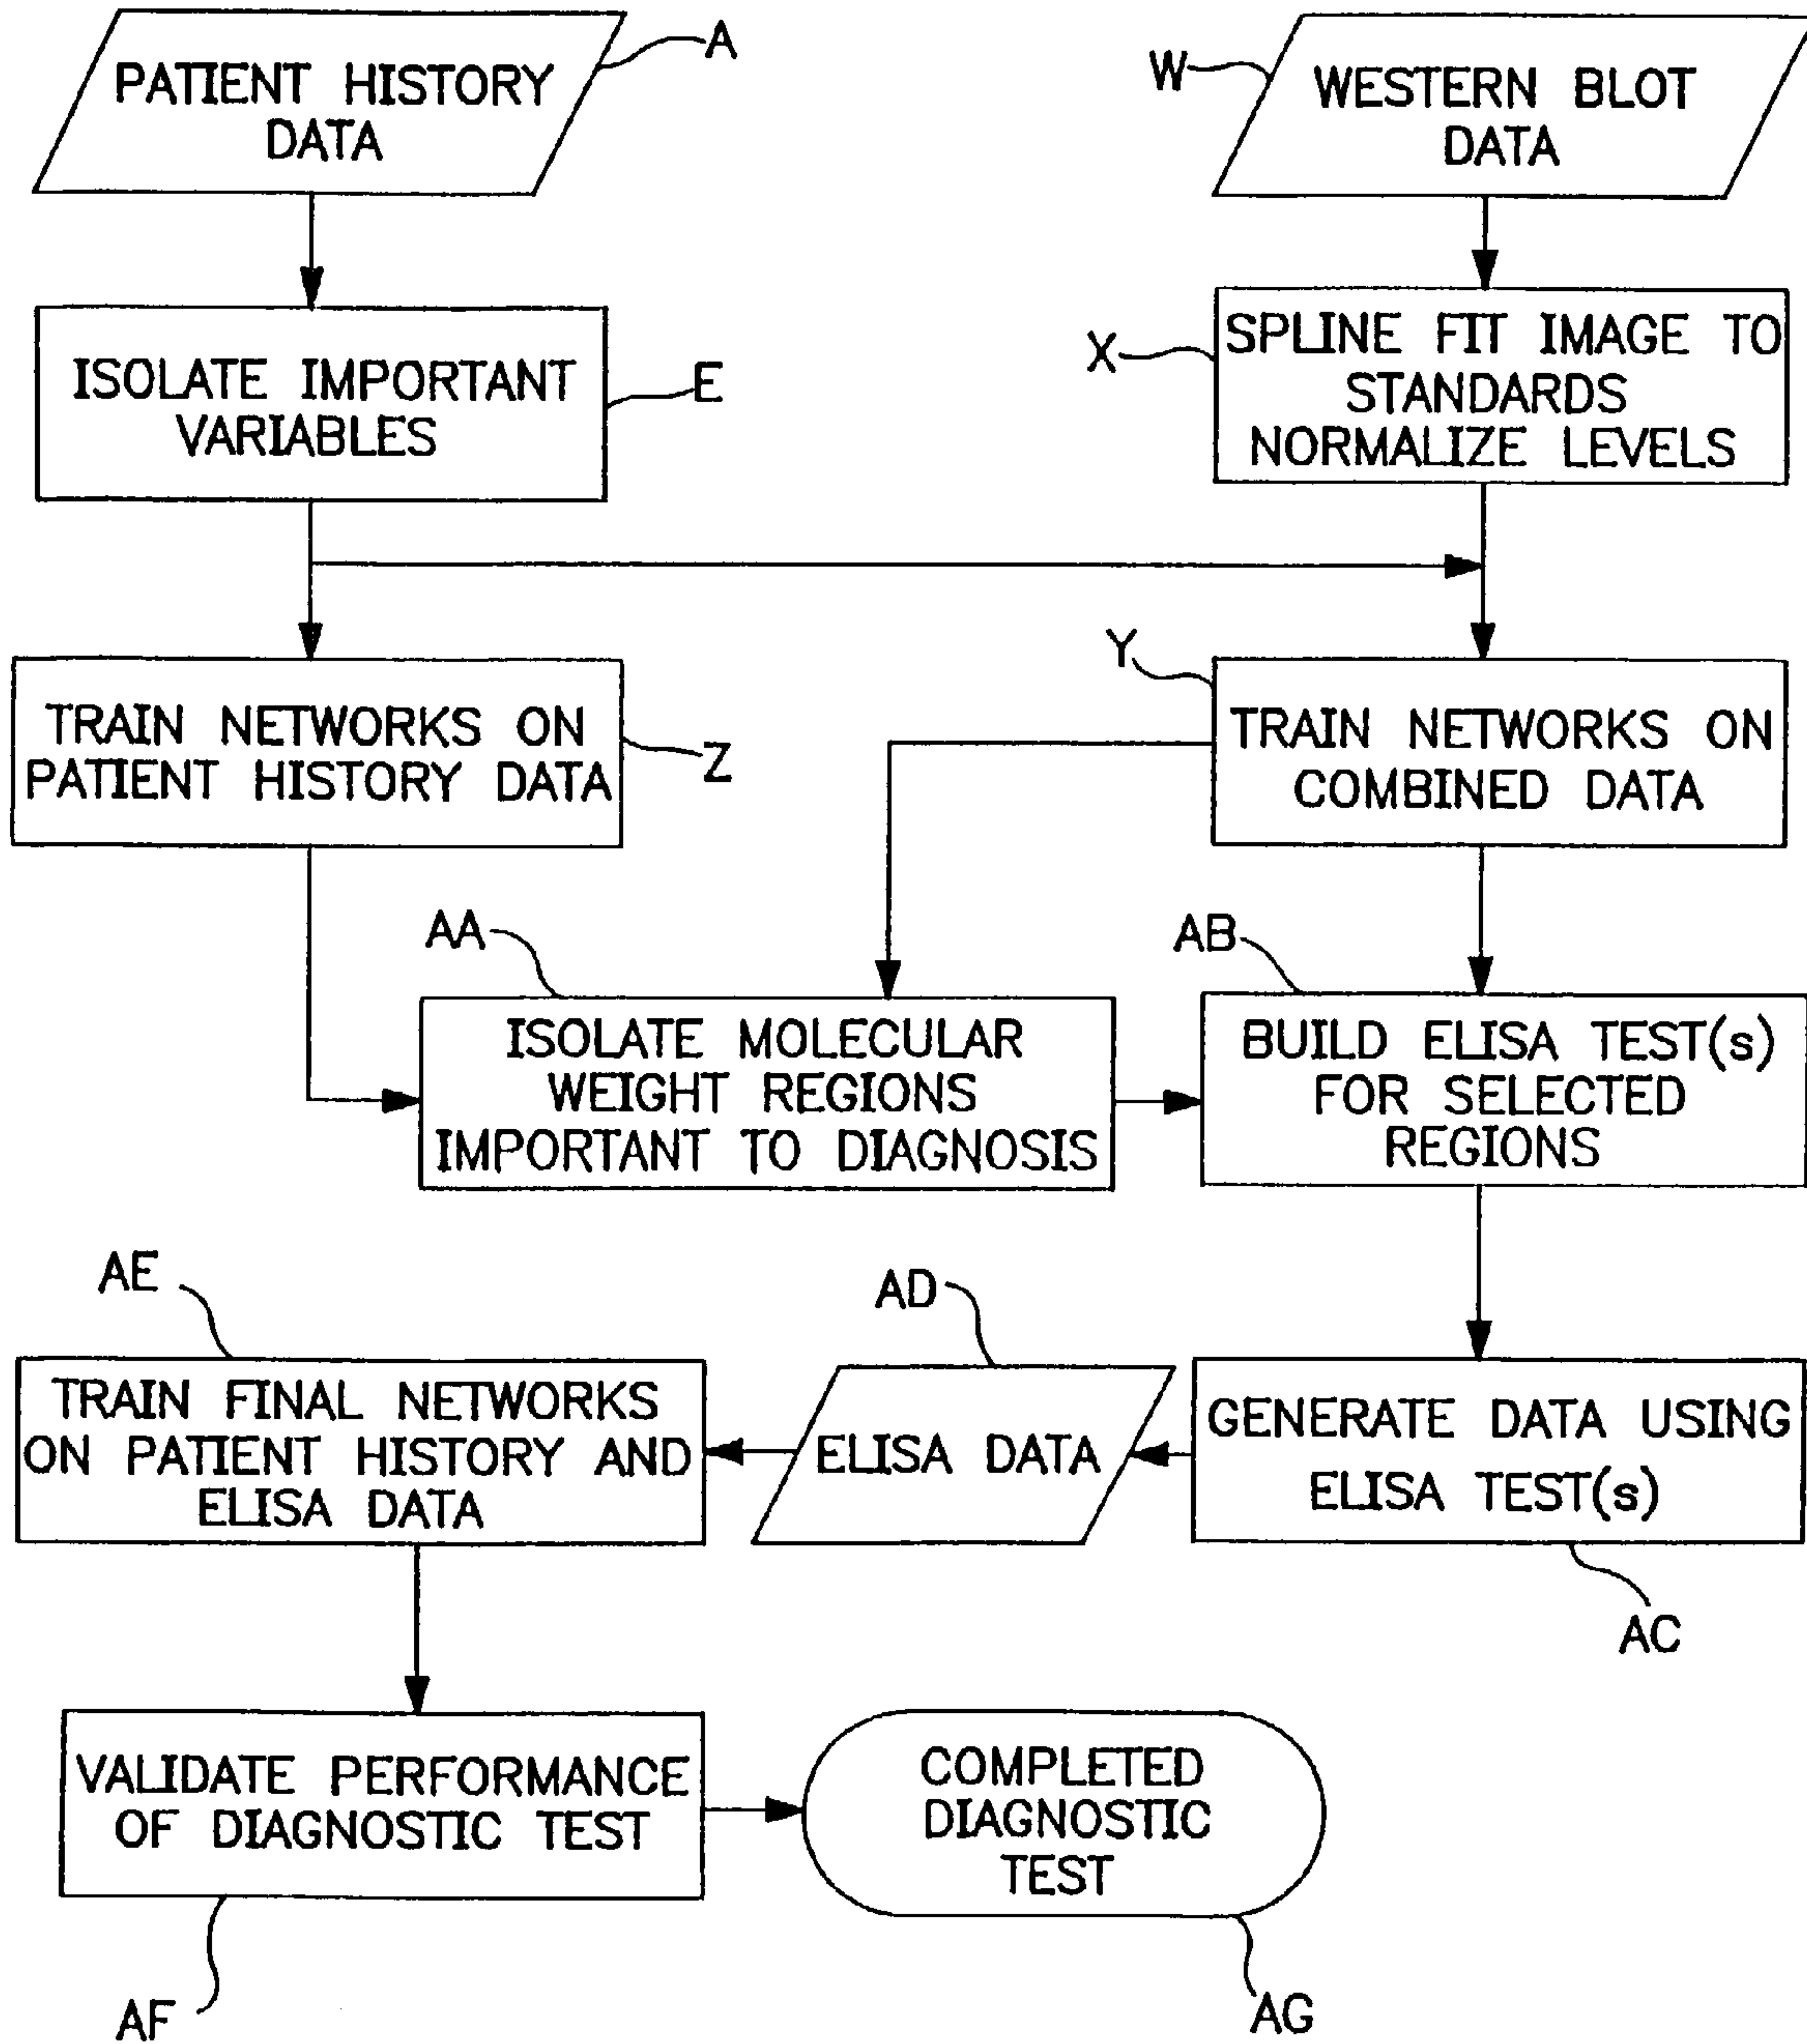 PATIENT HISTORY
DATA
A
WESTERN BLOT
DATA
W
ISOLATE IMPORTANT
VARIABLES
E
SPLINE FIT IMAGE TO
STANDARDS
NORMALIZE LEVELS
X
TRAIN NETWORKS ON
PATIENT HISTORY DATA
Z
TRAIN NETWORKS ON
COMBINED DATA
Y
ISOLATE MOLECULAR
WEIGHT REGIONS
IMPORTANT TO DIAGNOSIS
AA
BUILD ELISA TEST(s)
FOR SELECTED
REGIONS
AB
GENERATE DATA USING
ELISA TEST(s)
AC
ELISA DATA
AD
TRAIN FINAL NETWORKS
ON PATIENT HISTORY AND
ELISA DATA
AE
VALIDATE PERFORMANCE
OF DIAGNOSTIC TEST
AF
COMPLETED
DIAGNOSTIC
TEST
AG